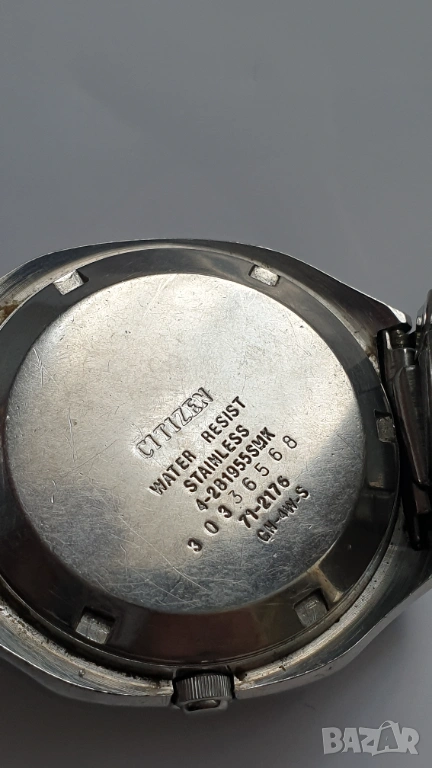 CITIZEN
WATER RESIST
STAINLESS
4-281955SMK
30336568
71-2176
GN-4W-S
BAZAR